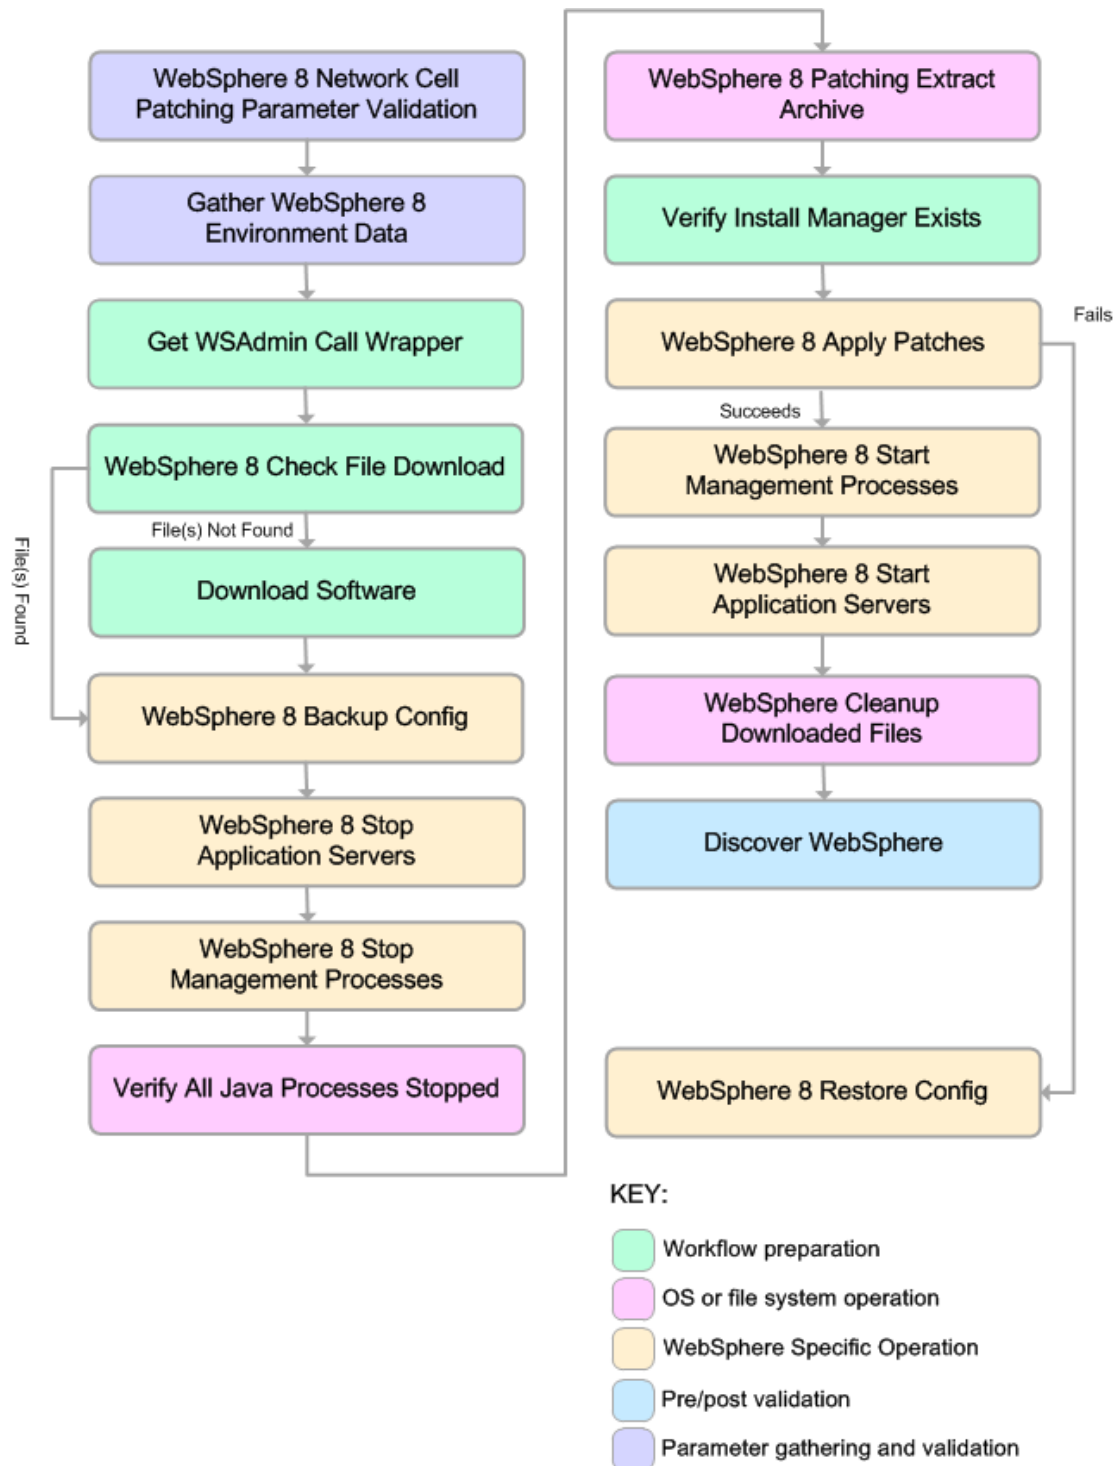 WebSphere 8 Network Cell
Patching Parameter Validation
Gather WebSphere 8
Environment Data
Get WSAdmin Call Wrapper
WebSphere 8 Check File Download
File(s) Not Found
File(s) Found
Download Software
WebSphere 8 Backup Config
WebSphere 8 Stop
Application Servers
WebSphere 8 Stop
Management Processes
Verify All Java Processes Stopped
WebSphere 8 Patching Extract
Archive
Verify Install Manager Exists
WebSphere 8 Apply Patches
Fails
Succeeds
WebSphere 8 Start
Management Processes
WebSphere 8 Start
Application Servers
WebSphere Cleanup
Downloaded Files
Discover WebSphere
WebSphere 8 Restore Config
KEY:
Workflow preparation
OS or file system operation
WebSphere Specific Operation
Pre/post validation
Parameter gathering and validation